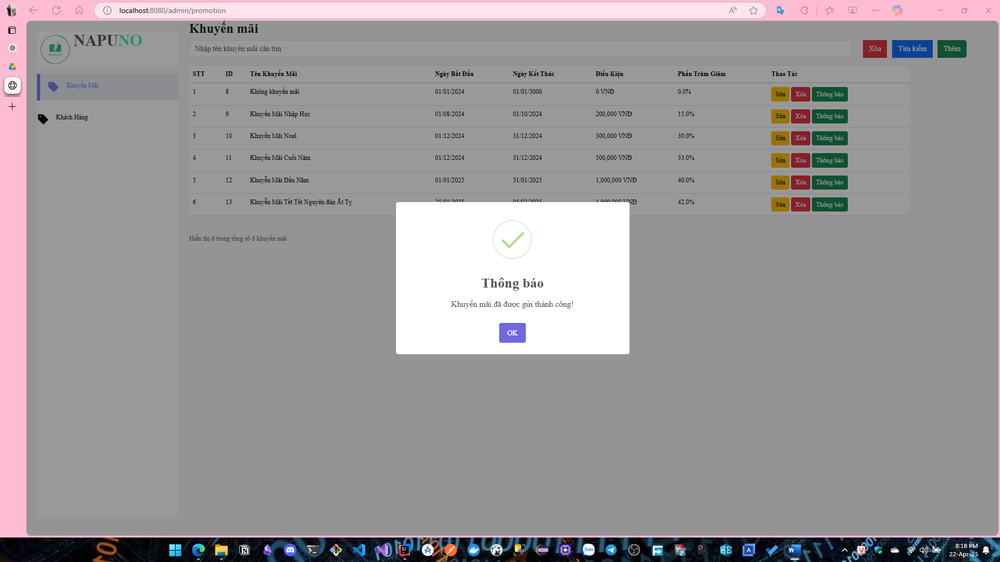 localhost:8080/admin/promotion
NAPUNO
NAPUNO
Khuyến Mãi
Khách Hàng
Khuyến mãi
Nhập tên khuyến mãi cần tìm
Xóa Tìm kiếm Thêm
STT ID Tên Khuyến Mãi Ngày Bắt Đầu Ngày Kết Thúc Điều Kiện Phần Trăm Giảm Thao Tác
1 8 Không khuyến mãi 01/01/2024 01/01/3000 0 VNĐ 0.0% Sửa Xóa Thông báo
2 9 Khuyến Mãi Nhập Học 01/08/2024 01/10/2024 200,000 VNĐ 15.0% Sửa Xóa Thông báo
3 10 Khuyến Mãi Noel 01/12/2024 31/12/2024 300,000 VNĐ 30.0% Sửa Xóa Thông báo
4 11 Khuyến Mãi Cuối Năm 01/12/2024 31/12/2024 500,000 VNĐ 33.0% Sửa Xóa Thông báo
5 12 Khuyễn Mãi Đầu Năm 01/01/2025 31/01/2025 1,000,000 VNĐ 40.0% Sửa Xóa Thông báo
6 13 Khuyễn Mãi Tết Tết Nguyên đán Ất Tỵ 25/01/2025 05/02/2025 1,000,000 VNĐ 42.0% Sửa Xóa Thông báo
Hiển thị 6 trong tổng số 6 khuyến mãi
Thông báo
Khuyến mãi đã được gửi thành công!
OK
8:18 PM
22-Apr-25